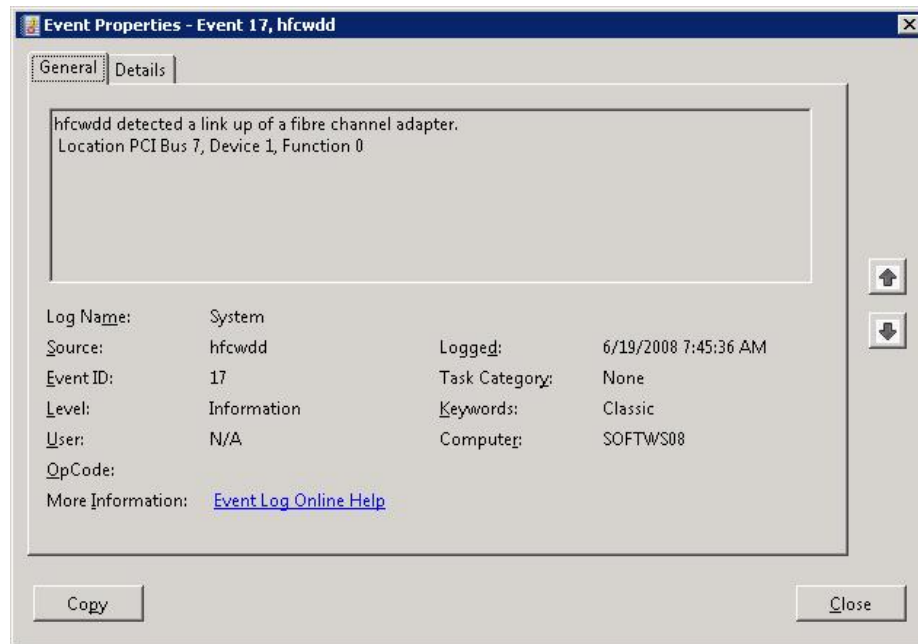 Event Properties - Event 17, hfcwdd
General Details
hfcwdd detected a link up of a fibre channel adapter.
Location PCI Bus 7, Device 1, Function 0
Log Name: System
Source: hfcwdd Logged: 6/19/2008 7:45:36 AM
Event ID: 17 Task Category: None
Level: Information Keywords: Classic
User: N/A Computer: SOFTWS08
OpCode:
More Information: Event Log Online Help
Copy Close